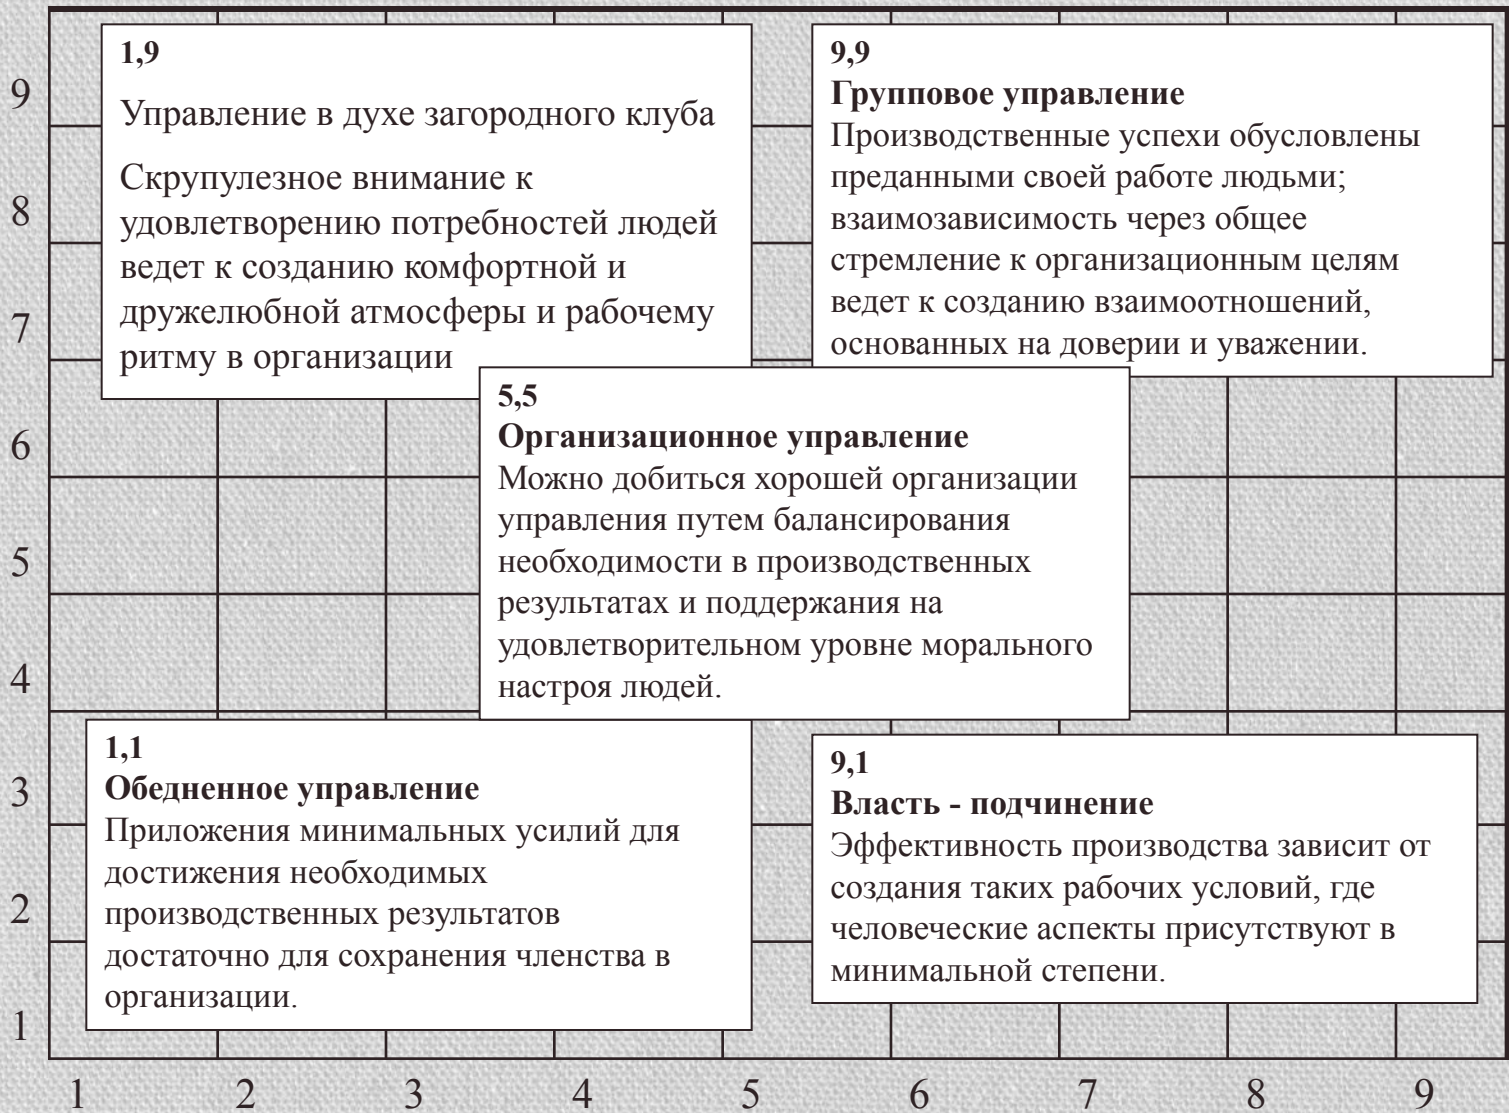 1,9
Управление в духе загородного клуба
Скрупулезное внимание к
удовлетворению потребностей людей
ведет к созданию комфортной и
дружелюбной атмосферы и рабочему
ритму в организации
9,9
Групповое управление
Производственные успехи обусловлены
преданными своей работе людьми;
взаимозависимость через общее
стремление к организационным целям
ведет к созданию взаимоотношений,
основанных на доверии и уважении.
5,5
Организационное управление
Можно добиться хорошей организации
управления путем балансирования
необходимости в производственных
результатах и поддержания на
удовлетворительном уровне морального
настроя людей.
1,1
Обедненное управление
Приложения минимальных усилий для
достижения необходимых
производственных результатов
достаточно для сохранения членства в
организации.
9,1
Власть - подчинение
Эффективность производства зависит от
создания таких рабочих условий, где
человеческие аспекты присутствуют в
минимальной степени.
9
8
7
6
5
4
3
2
1
1 2 3 4 5 6 7 8 9